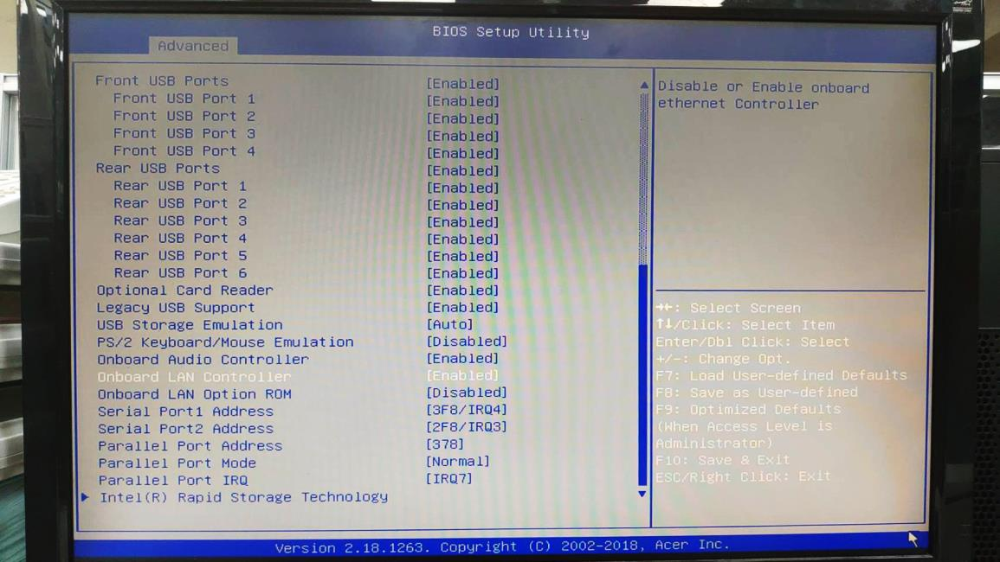 BIOS Setup Utility
Advanced
Front USB Ports [Enabled]
Front USB Port 1 [Enabled]
Front USB Port 2 [Enabled]
Front USB Port 3 [Enabled]
Front USB Port 4 [Enabled]
Rear USB Ports [Enabled]
Rear USB Port 1 [Enabled]
Rear USB Port 2 [Enabled]
Rear USB Port 3 [Enabled]
Rear USB Port 4 [Enabled]
Rear USB Port 5 [Enabled]
Rear USB Port 6 [Enabled]
Optional Card Reader [Enabled]
Legacy USB Support [Enabled]
USB Storage Emulation [Auto]
PS/2 Keyboard/Mouse Emulation [Disabled]
Onboard Audio Controller [Enabled]
Onboard LAN Controller [Enabled]
Onboard LAN Option ROM [Disabled]
Serial Port1 Address [3F8/IRQ4]
Serial Port2 Address [2F8/IRQ3]
Parallel Port Address [378]
Parallel Port Mode [Normal]
Parallel Port IRQ [IRQ7]
Intel(R) Rapid Storage Technology
Disable or Enable onboard
ethernet Controller
→←: Select Screen
↑↓/Click: Select Item
Enter/Dbl Click: Select
+/-: Change Opt.
F7: Load User-defined Defaults
F8: Save as User-defined
F9: Optimized Defaults
(When Access Level is
Administrator)
F10: Save & Exit
ESC/Right Click: Exit
Version 2.18.1263. Copyright (C) 2002-2018, Acer Inc.